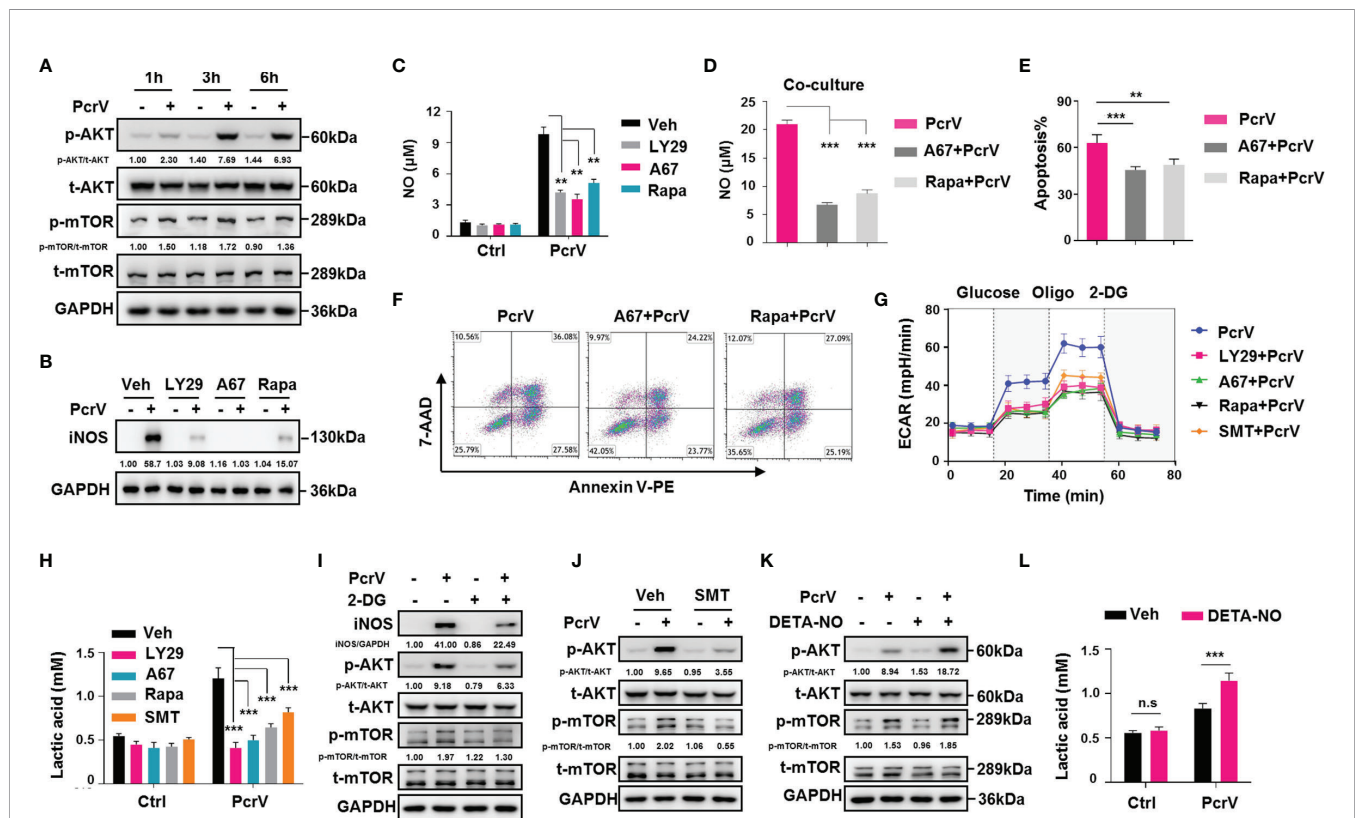 A
1h 3h 6h
PcrV - + - + - +
p-AKT 60kDa
p-AKT/t-AKT 1.00 2.30 1.40 7.69 1.44 6.93
t-AKT 60kDa
p-mTOR 289kDa
p-mTOR/t-mTOR 1.00 1.50 1.18 1.72 0.90 1.36
t-mTOR 289kDa
GAPDH 36kDa
B
Veh LY29 A67 Rapa
PcrV - + - + - + - +
iNOS 130kDa
1.00 58.7 1.03 9.08 1.16 1.03 1.04 15.07
GAPDH 36kDa
C
NO (µM)
12
9
6
3
0
** ** **
Ctrl PcrV
Veh
LY29
A67
Rapa
D
Co-culture
NO (µM)
25
20
15
10
5
0
*** ***
PcrV
A67+PcrV
Rapa+PcrV
E
Apoptosis%
90
60
30
0
**
***
PcrV
A67+PcrV
Rapa+PcrV
F
PcrV A67+PcrV Rapa+PcrV
10.56% 36.08% 9.97% 24.22% 12.07% 27.09%
25.79% 27.58% 42.05% 23.77% 35.65% 25.19%
7-AAD
Annexin V-PE
G
Glucose Oligo 2-DG
ECAR (mpH/min)
80
60
40
20
0
0 20 40 60 80
Time (min)
PcrV
LY29+PcrV
A67+PcrV
Rapa+PcrV
SMT+PcrV
H
Lactic acid (mM)
1.5
1.0
0.5
Veh
LY29
A67
Rapa
SMT
*** *** *** ***
Ctrl PcrV
I
PcrV - + - +
2-DG - - + +
iNOS
iNOS/GAPDH 1.00 41.00 0.86 22.49
p-AKT
p-AKT/t-AKT 1.00 9.18 0.79 6.33
t-AKT
p-mTOR
p-mTOR/t-mTOR 1.00 1.97 1.22 1.30
t-mTOR
GAPDH
J
Veh SMT
PcrV - + - +
p-AKT
p-AKT/t-AKT 1.00 9.65 0.95 3.55
t-AKT
p-mTOR
p-mTOR/t-mTOR 1.00 2.02 1.06 0.55
t-mTOR
GAPDH
K
PcrV - + - +
DETA-NO - - + +
p-AKT 60kDa
p-AKT/t-AKT 1.00 8.94 1.53 18.72
t-AKT 60kDa
p-mTOR 289kDa
p-mTOR/t-mTOR 1.00 1.53 0.96 1.85
t-mTOR 289kDa
GAPDH 36kDa
L
Veh DETA-NO
Lactic acid (mM)
1.5
1.0
0.5
0
n.s ***
Ctrl PcrV